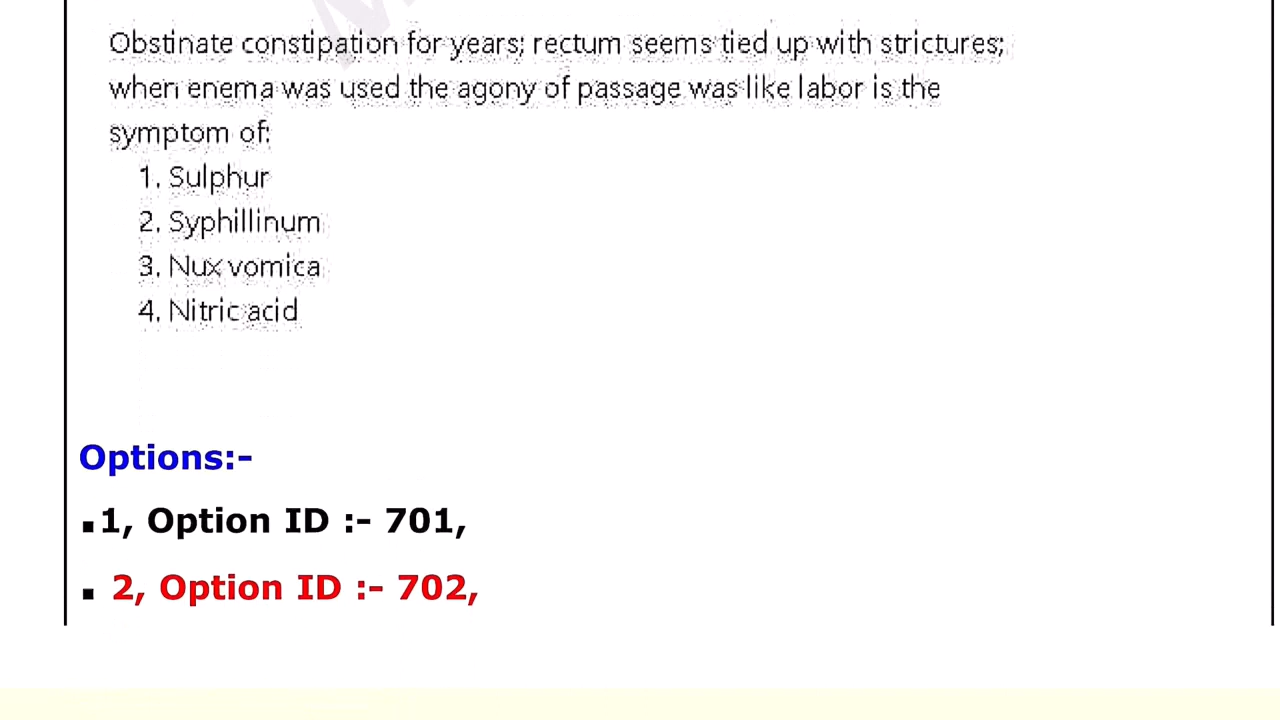 Obstinate constipation for years; rectum seems tied up with strictures;
when enema was used the agony of passage was like labor is the
symptom of:
1. Sulphur
2. Syphillinum
3. Nux vomica
4. Nitric acid
Options:-
1, Option ID :- 701,
2, Option ID :- 702,